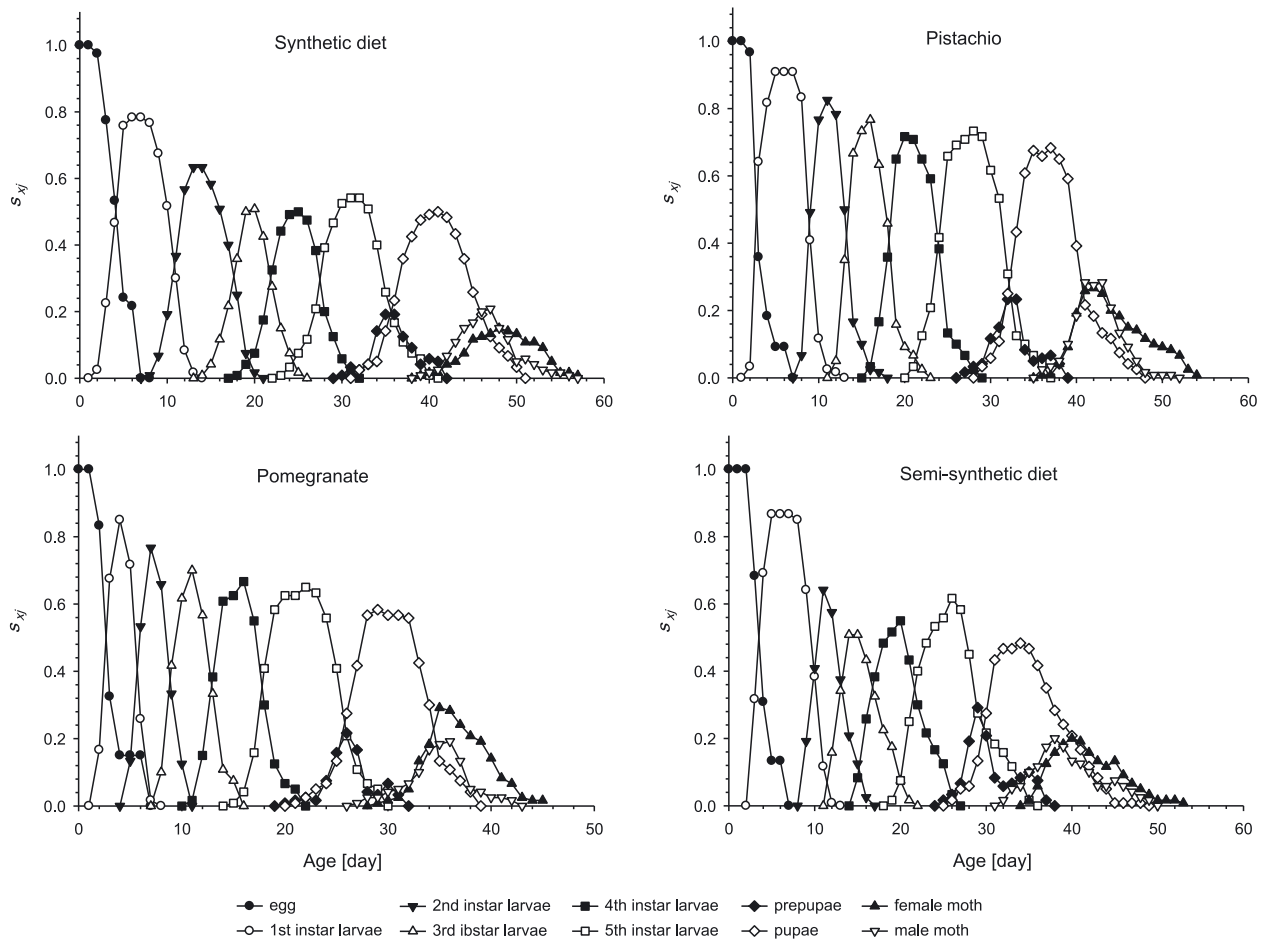 Synthetic diet
1.0
0.8
0.6
0.4
0.2
0.0
s xj
0 10 20 30 40 50 60
Pistachio
1.0
0.8
0.6
0.4
0.2
0.0
s xj
0 10 20 30 40 50 60
Pomegranate
1.0
0.8
0.6
0.4
0.2
0.0
s xj
0 10 20 30 40 50
Age [day]
Semi-synthetic diet
1.0
0.8
0.6
0.4
0.2
0.0
s xj
0 10 20 30 40 50 60
Age [day]
egg 2nd instar larvae 4th instar larvae prepupae female moth
1st instar larvae 3rd ibstar larvae 5th instar larvae pupae male moth